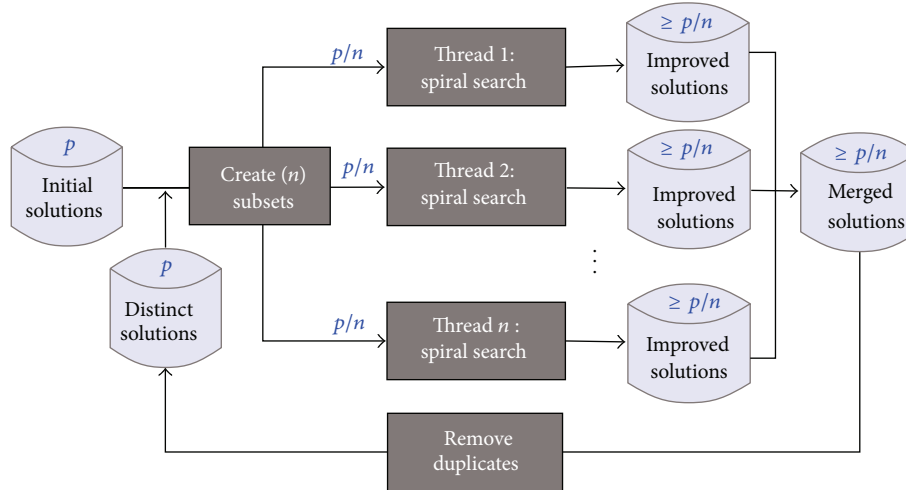 p
Initial
solutions
p
Distinct
solutions
Create (n)
subsets
p/n
p/n
p/n
Thread 1:
spiral search
Thread 2:
spiral search
⋮
Thread n :
spiral search
≥ p/n
Improved
solutions
≥ p/n
Improved
solutions
≥ p/n
Improved
solutions
≥ p/n
Merged
solutions
Remove
duplicates